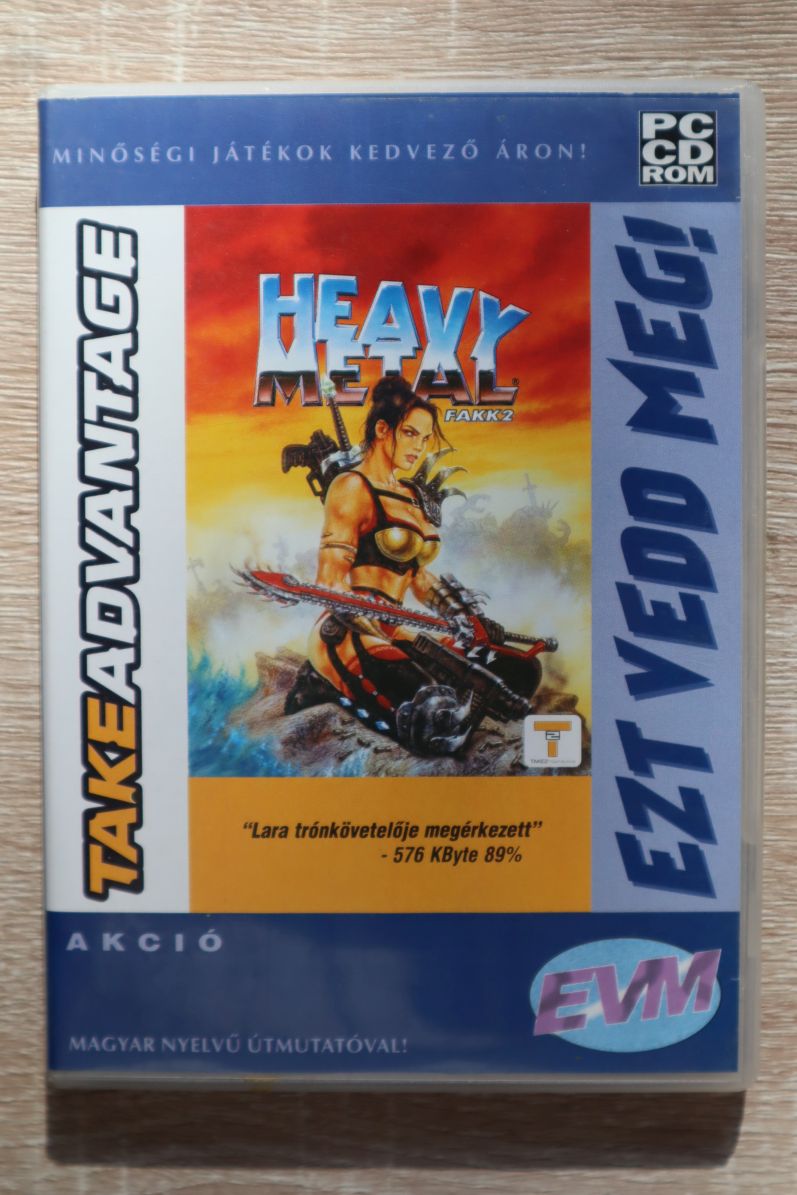 MINŐSÉGI JÁTÉKOK KEDVEZŐ ÁRON!
PC
CD
ROM
TAKEADVANTAGE
HEAVY
METAL®
FAKK2
EZT VEDD MEG!
T2
"Lara trónkövetelője megérkezett"
- 576 KByte 89%
AKCIÓ
EVM
MAGYAR NYELVŰ ÚTMUTATÓVAL!